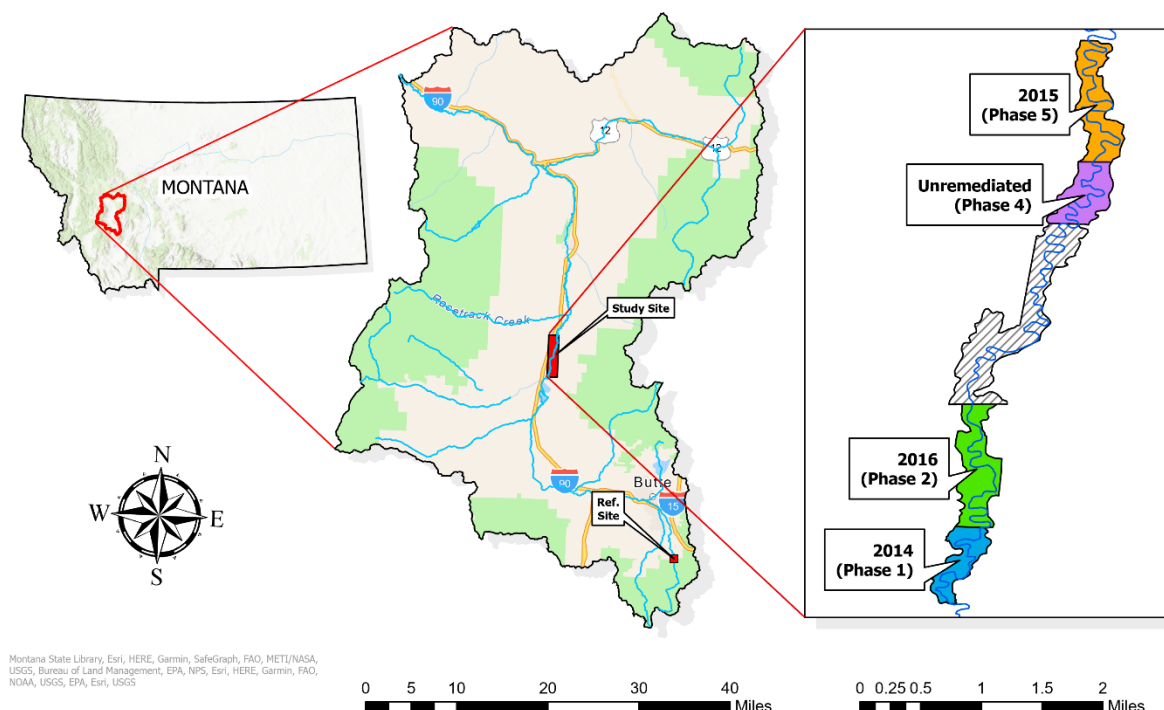 MONTANA
90
12
12
Racetrack Creek
Study Site
90
Butte
15
Ref.
Site
2015
(Phase 5)
Unremediated
(Phase 4)
2016
(Phase 2)
2014
(Phase 1)
N
W
E
S
Montana State Library, Esri, HERE, Garmin, SafeGraph, FAO, METI/NASA,
USGS, Bureau of Land Management, EPA, NPS, Esri, HERE, Garmin, FAO,
NOAA, USGS, EPA, Esri, USGS
0 5 10 20 30 40
Miles
0 0.25 0.5 1 1.5 2
Miles